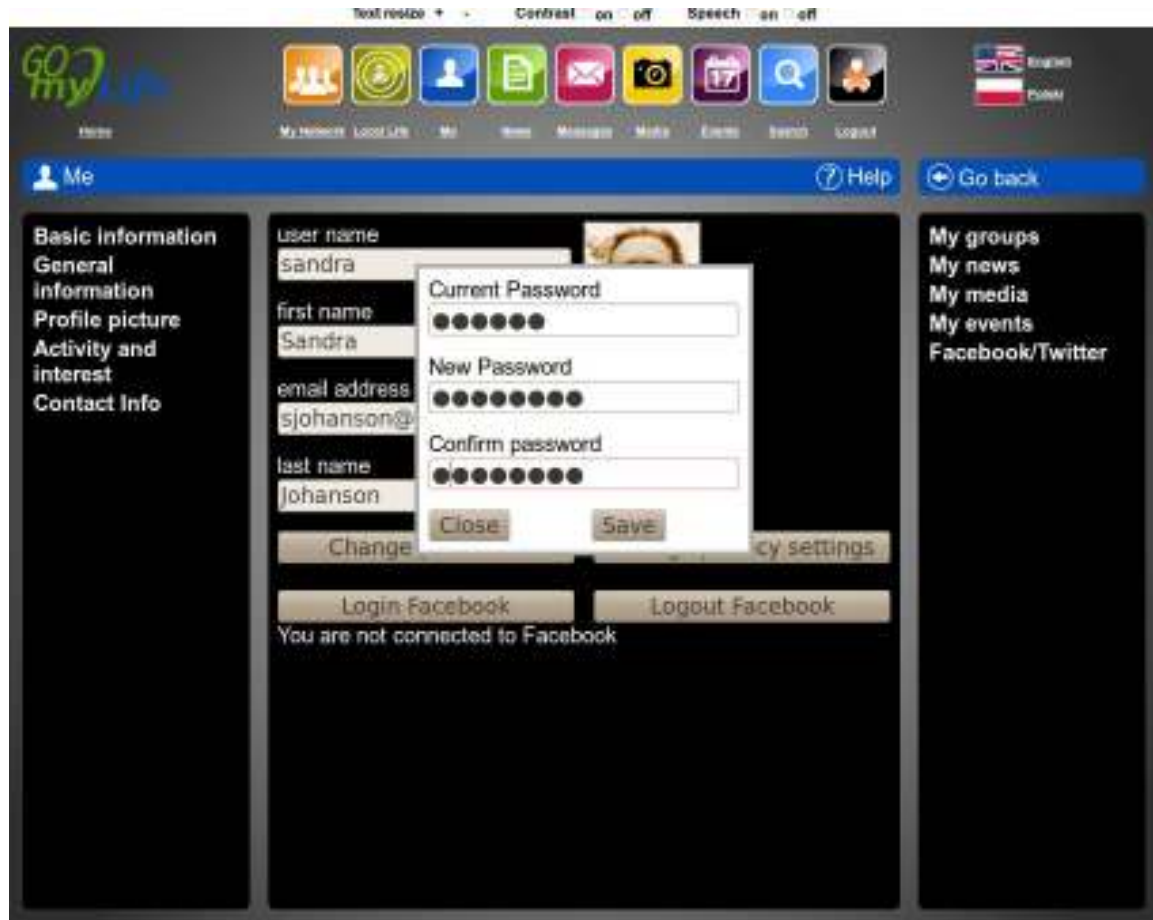 Text resize + - Contrast on off Speech on off
GO
my Life
Home
My Network Local Life Me News Messages Media Events Search Logout
English
Polski
Me
Help
Go back
Basic information
General
information
Profile picture
Activity and
interest
Contact Info
user name
sandra
first name
Sandra
email address
sjohanson@
last name
Johanson
Change
cy settings
Login Facebook
Logout Facebook
You are not connected to Facebook
Current Password
●●●●●●
New Password
●●●●●●●●
Confirm password
●●●●●●●●
Close Save
My groups
My news
My media
My events
Facebook/Twitter
17